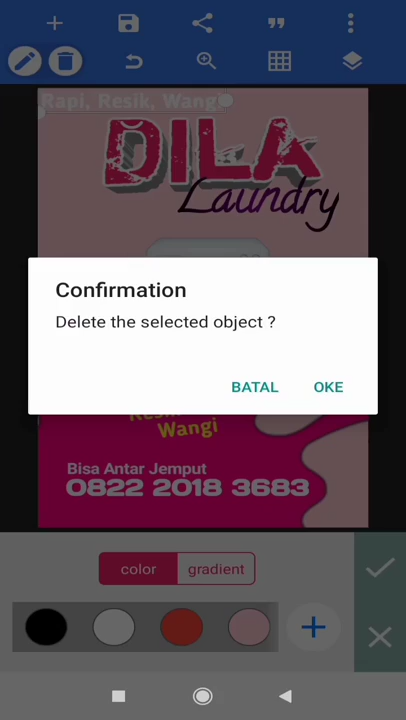 Rapi, Resik, Wangi
DILA
Laundry
Confirmation
Delete the selected object ?
BATAL
OKE
Wangi
Bisa Antar Jemput
0822 2018 3683
color
gradient